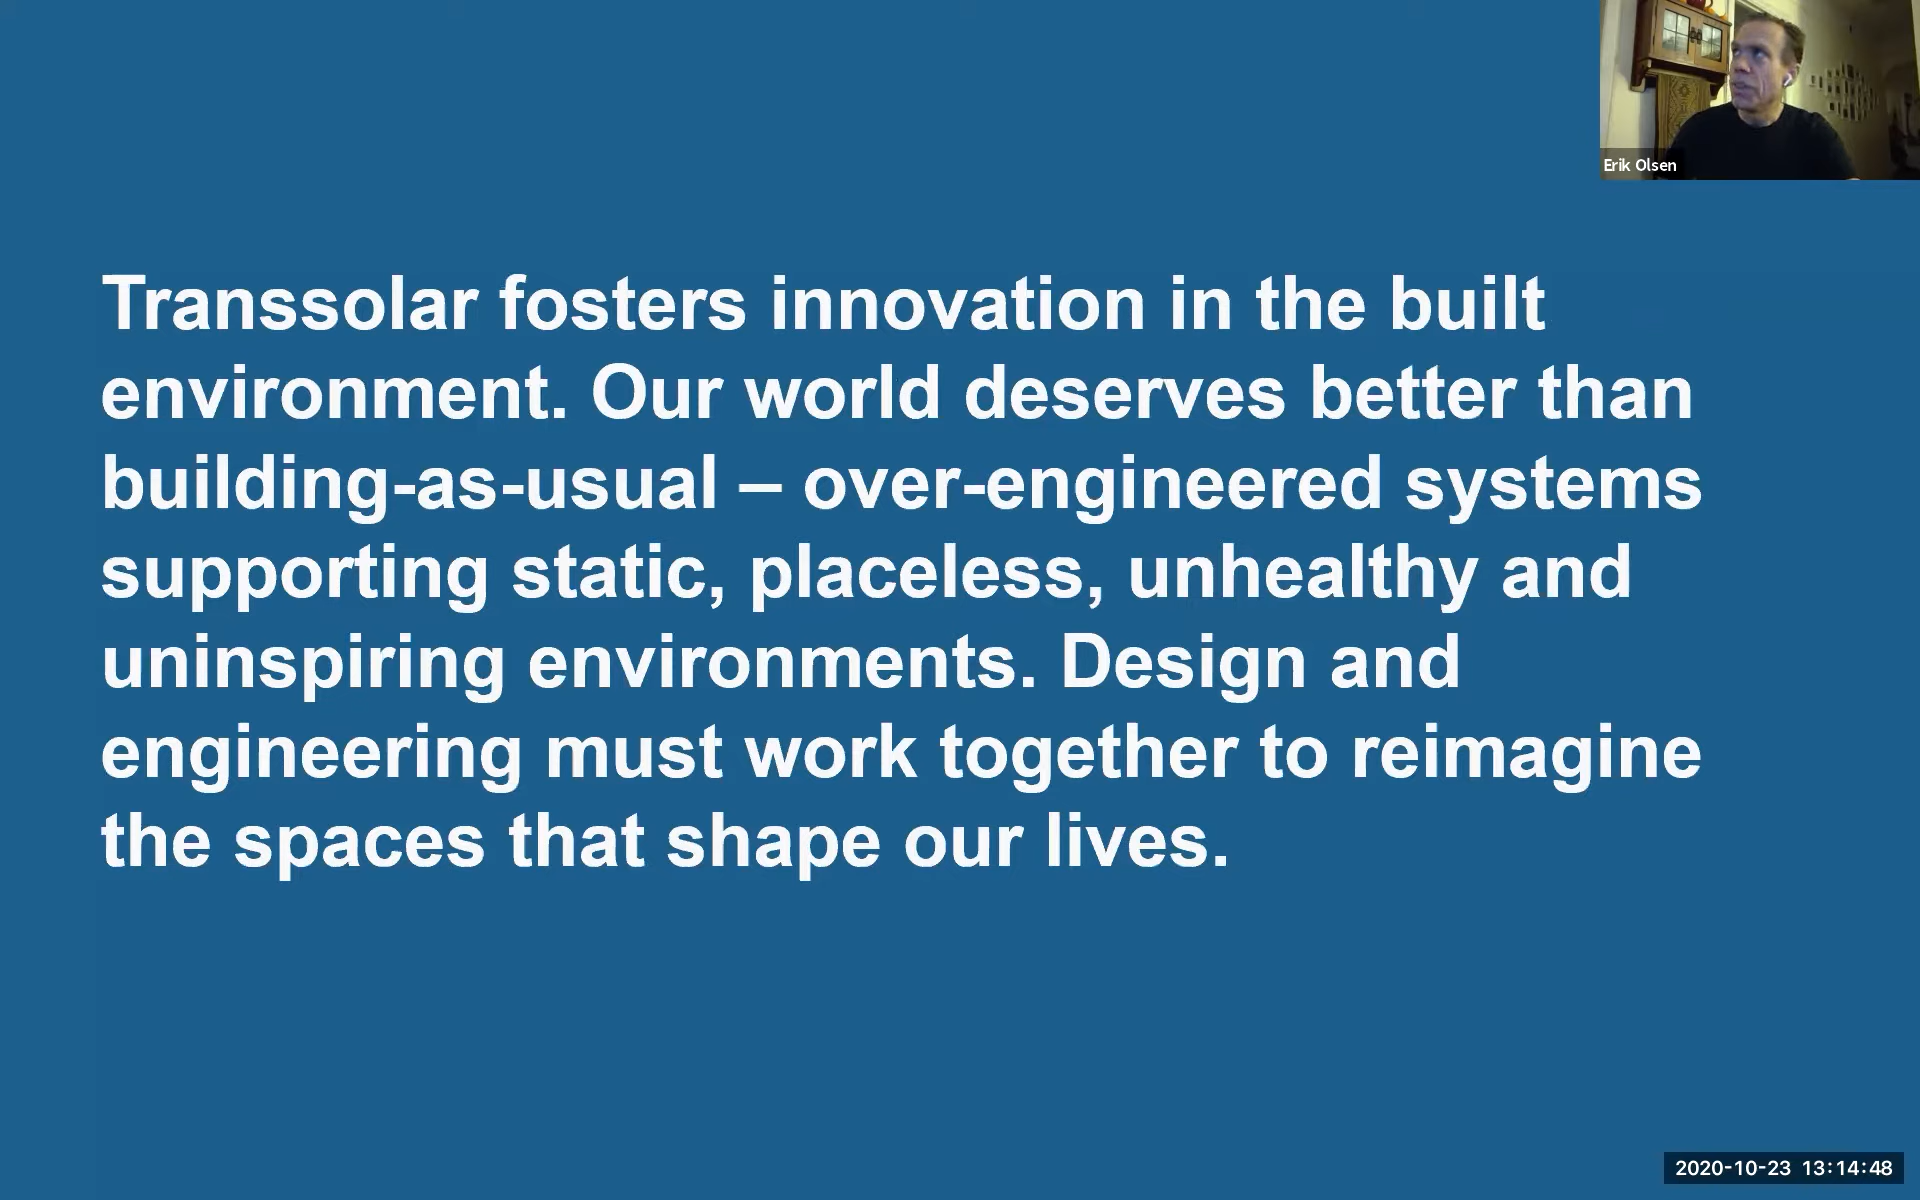 Erik Olsen
Transsolar fosters innovation in the built
environment. Our world deserves better than
building-as-usual – over-engineered systems
supporting static, placeless, unhealthy and
uninspiring environments. Design and
engineering must work together to reimagine
the spaces that shape our lives.
2020-10-23 13:14:48